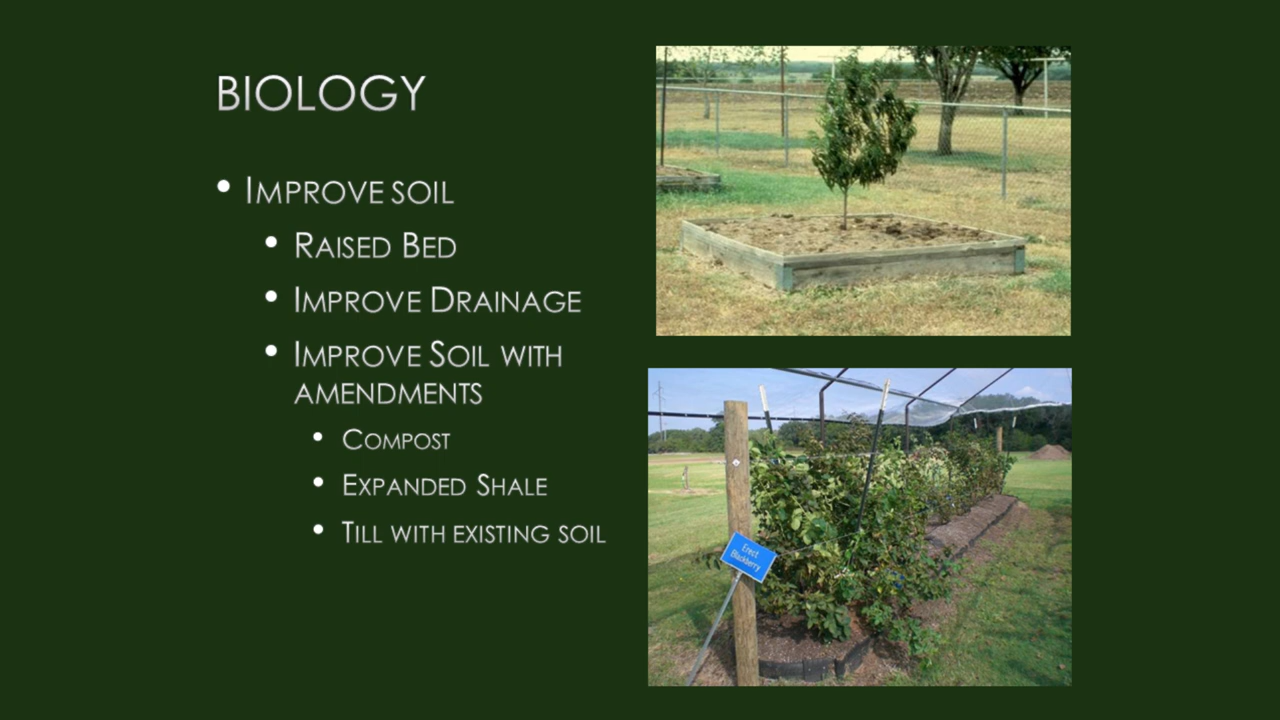 BIOLOGY
• IMPROVE SOIL
• RAISED BED
• IMPROVE DRAINAGE
• IMPROVE SOIL WITH
AMENDMENTS
• COMPOST
• EXPANDED SHALE
• TILL WITH EXISTING SOIL
Erect
Blackberry